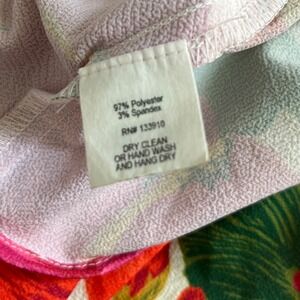 97% Polyester
3% Spandex
RN# 133910
DRY CLEAN
OR HAND WASH
AND HANG DRY